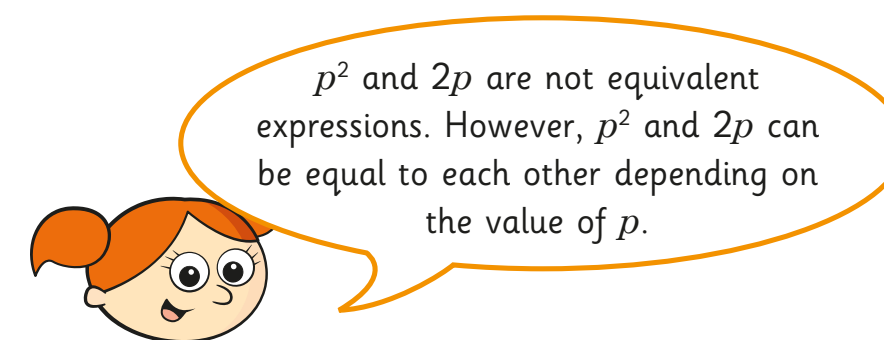 p² and 2p are not equivalent
expressions. However, p² and 2p can
be equal to each other depending on
the value of p.